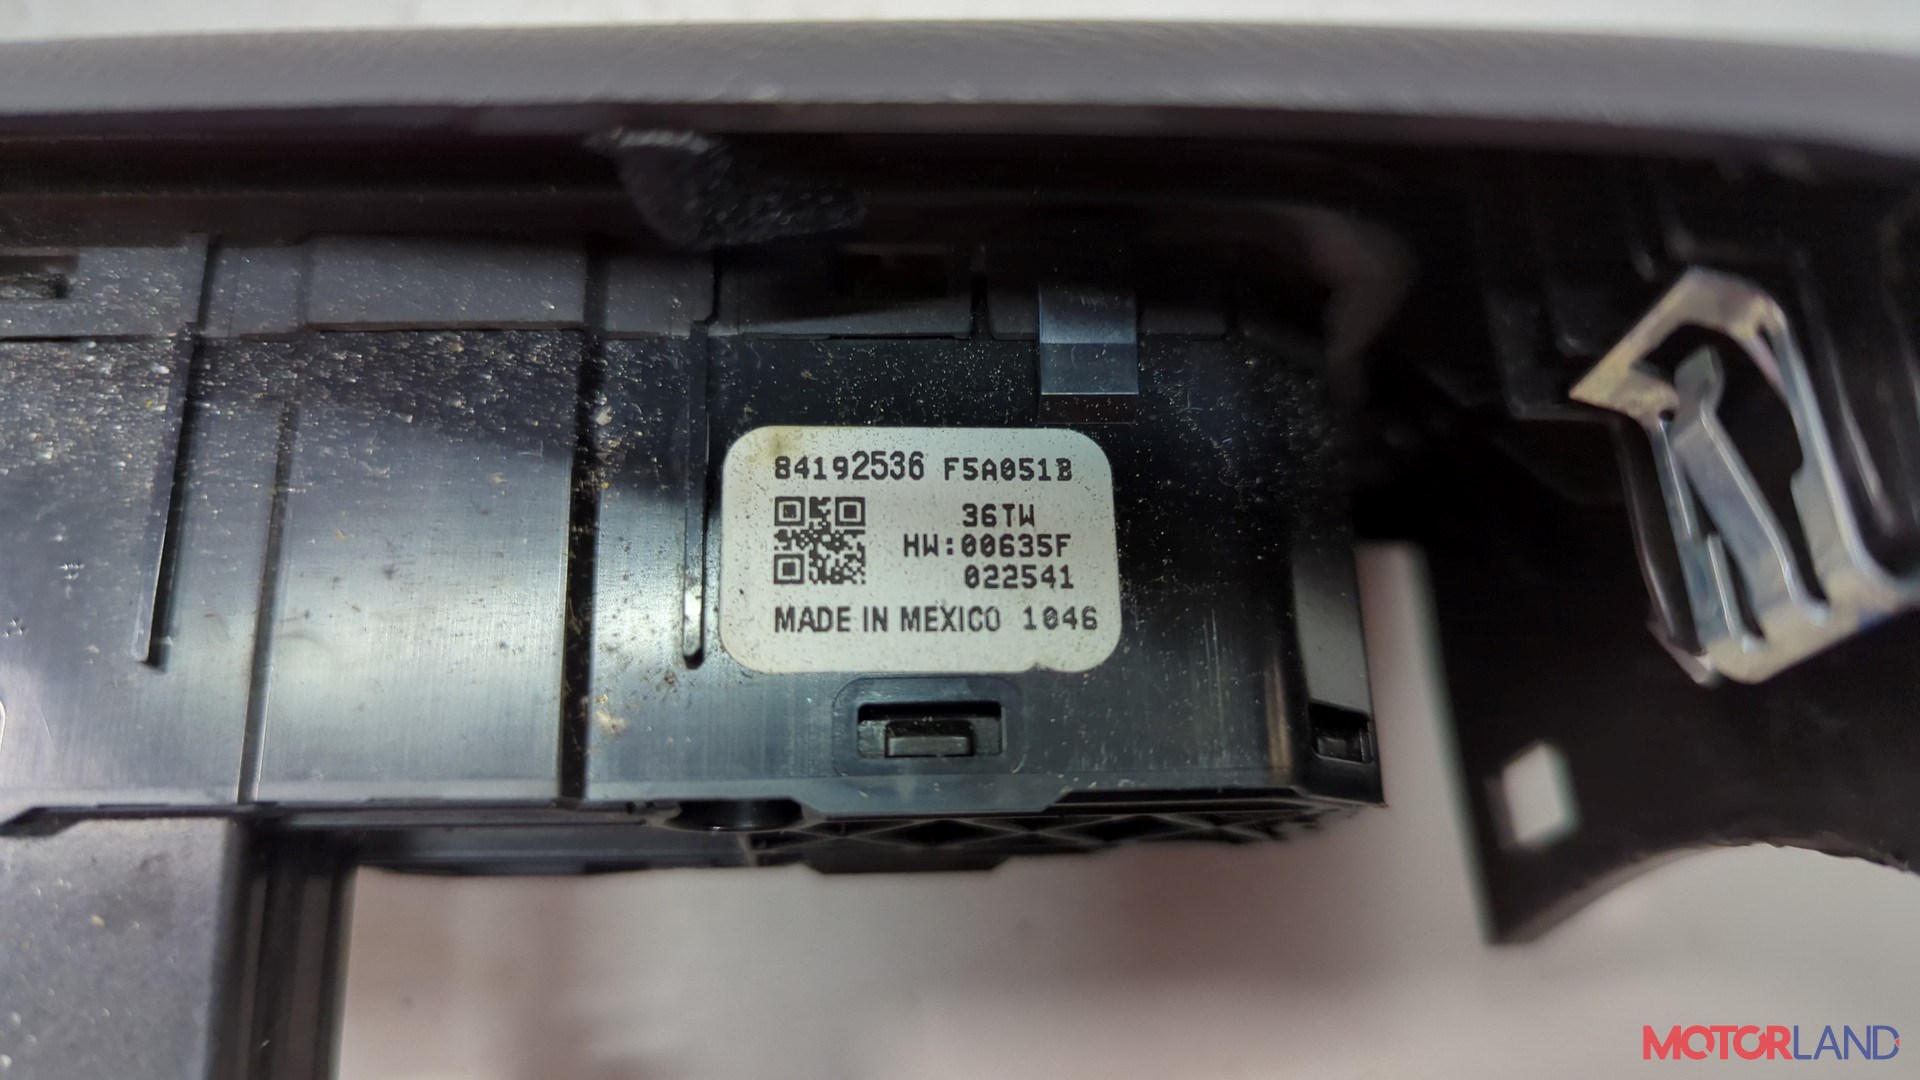 84192536 F5A051B
36TW
HW:00635F
022541
MADE IN MEXICO 1046
MOTORLAND